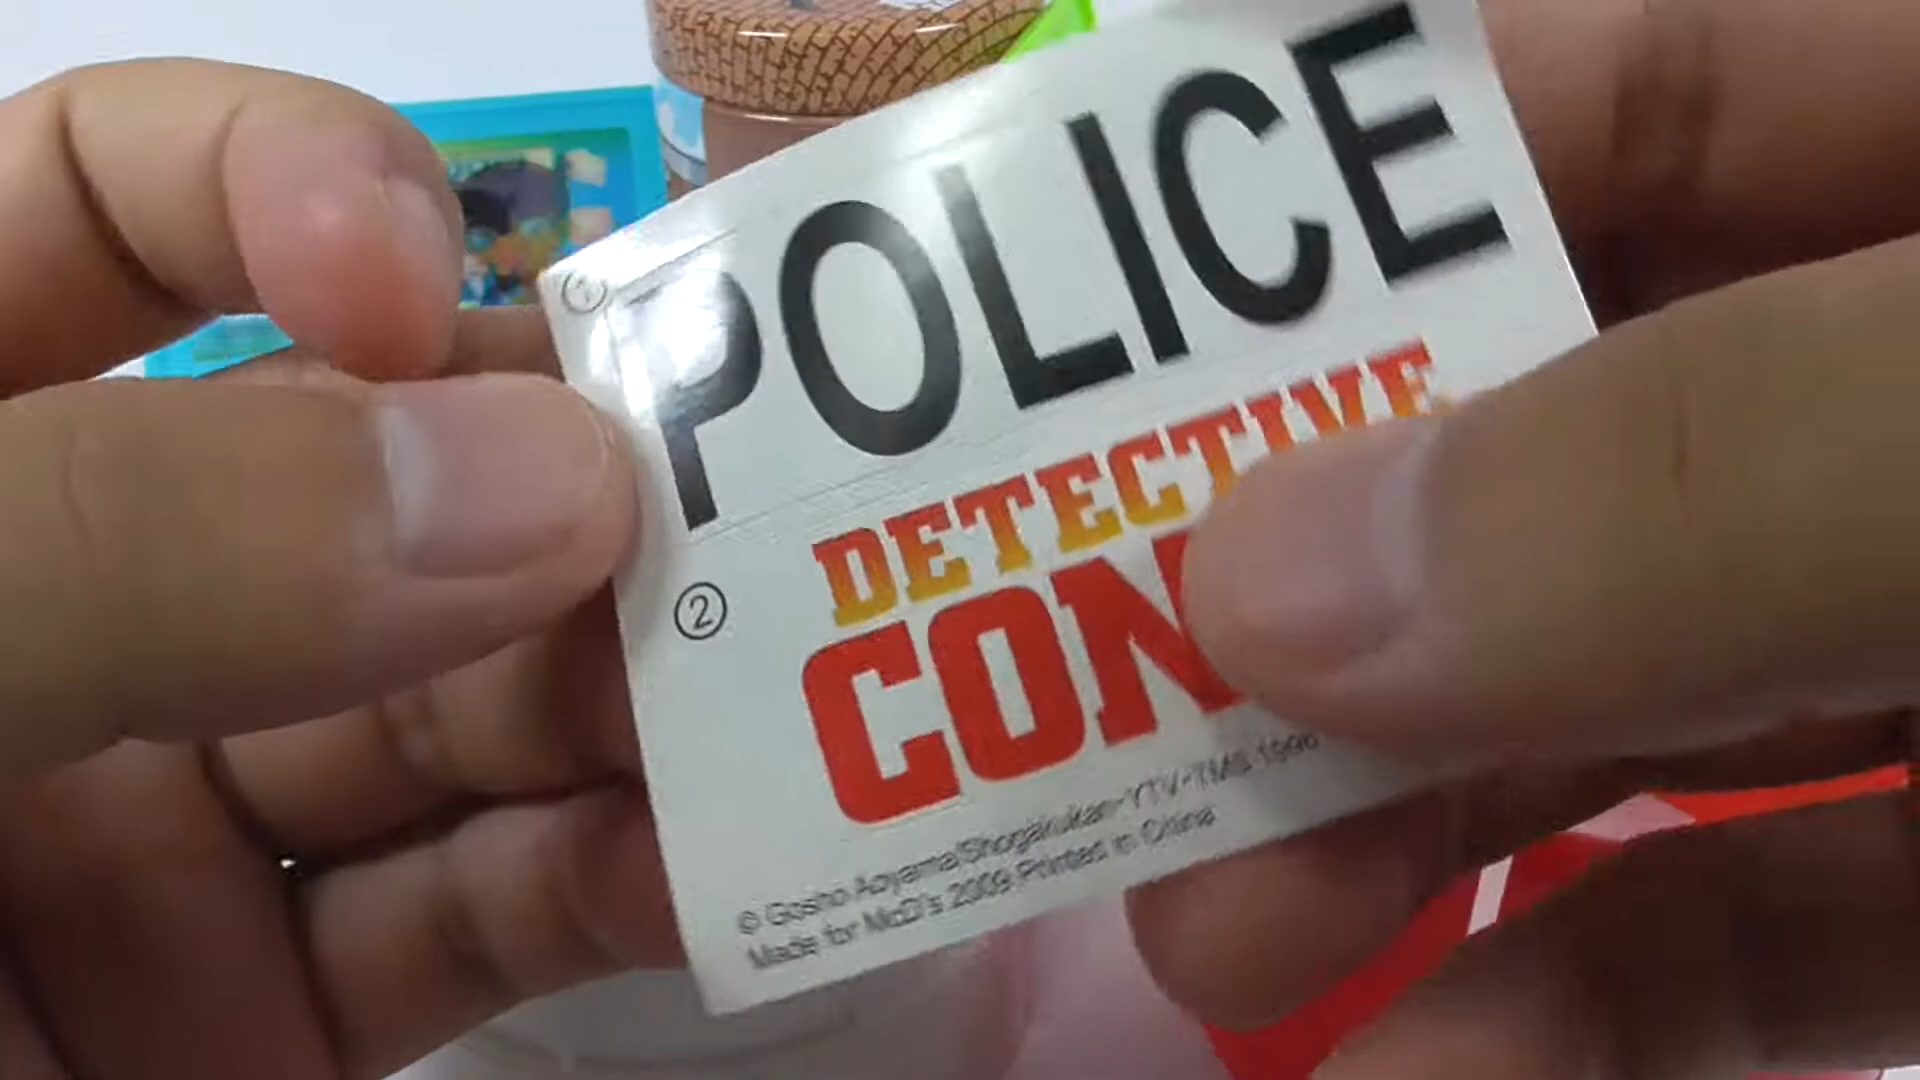 ① POLICE
② DETECTIVE
CON
© Gosho Aoyama/Shogakukan•YTV•TMS 1996
Made for McD's 2009 Printed in China